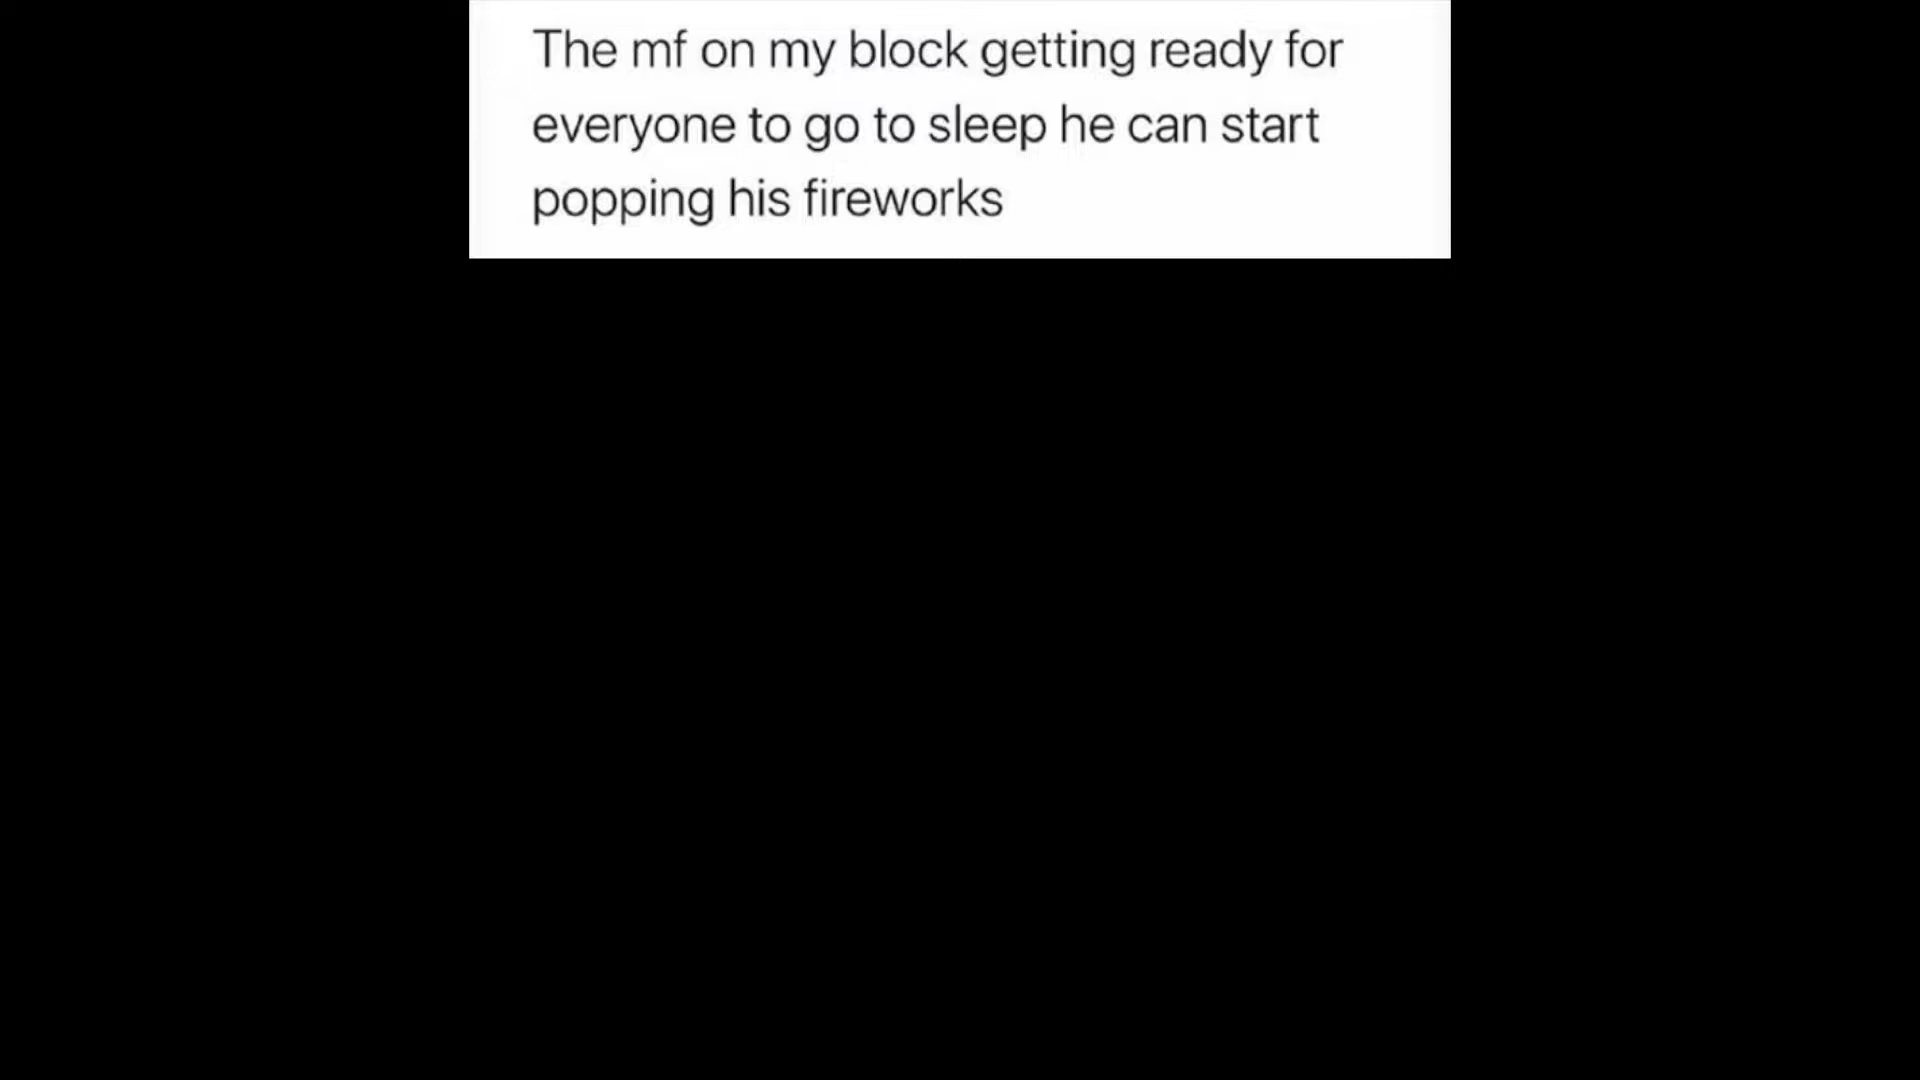 The mf on my block getting ready for
everyone to go to sleep he can start
popping his fireworks